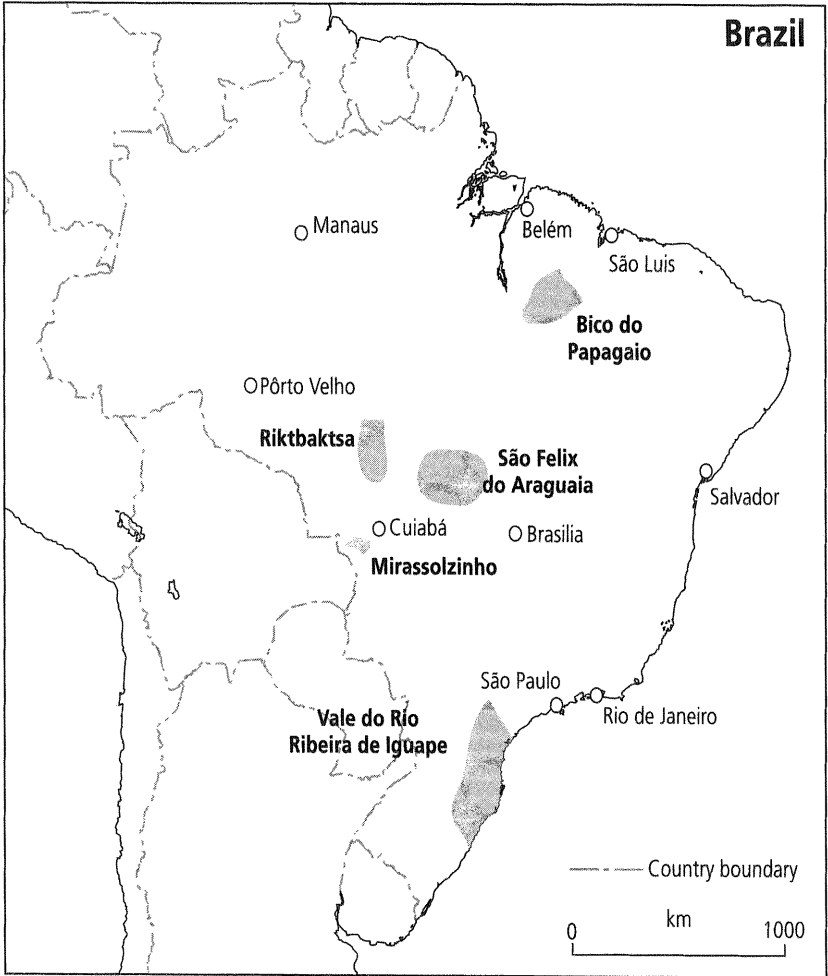 Brazil
Manaus
Belém
São Luis
Bico do
Papagaio
Pôrto Velho
Riktbaktsa
São Felix
do Araguaia
Salvador
Cuiabá
Brasilia
Mirassolzinho
São Paulo
Rio de Janeiro
Vale do Rio
Ribeira de Iguape
Country boundary
km
0 1000